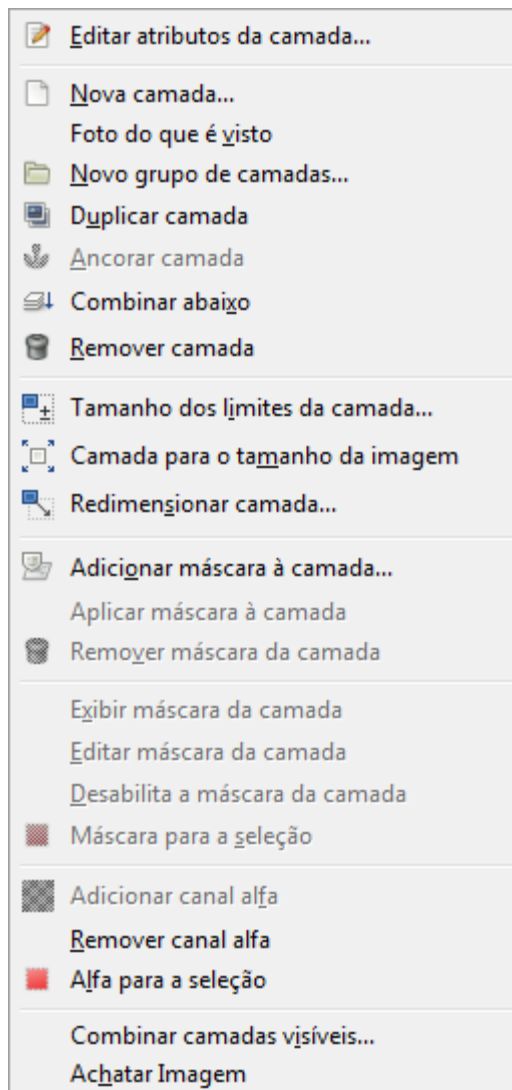 Editar atributos da camada...
Nova camada...
Foto do que é visto
Novo grupo de camadas...
Duplicar camada
Ancorar camada
Combinar abaixo
Remover camada
Tamanho dos limites da camada...
Camada para o tamanho da imagem
Redimensionar camada...
Adicionar máscara à camada...
Aplicar máscara à camada
Remover máscara da camada
Exibir máscara da camada
Editar máscara da camada
Desabilita a máscara da camada
Máscara para a seleção
Adicionar canal alfa
Remover canal alfa
Alfa para a seleção
Combinar camadas visíveis...
Achatar Imagem